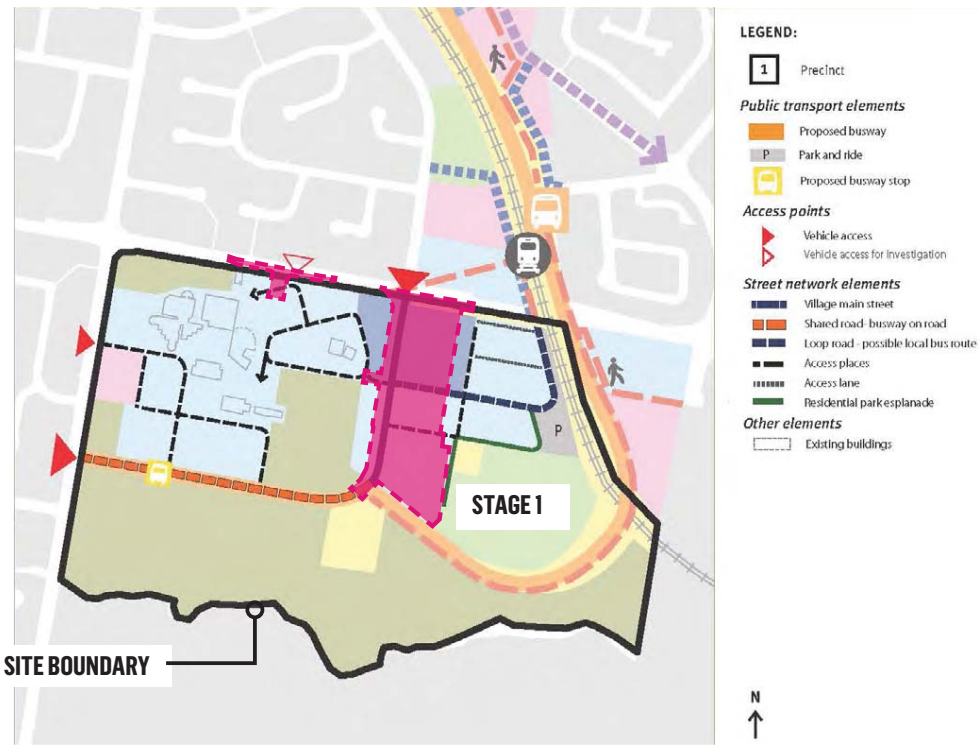 LEGEND:
1
Precinct
Public transport elements
Proposed busway
P
Park and ride
Proposed busway stop
Access points
Vehicle access
Vehicle access for investigation
Street network elements
Village main street
Shared road- busway on road
Loop road - possible local bus route
Access places
Access lane
Residential park esplanade
Other elements
Existing buildings
P
STAGE 1
SITE BOUNDARY
N